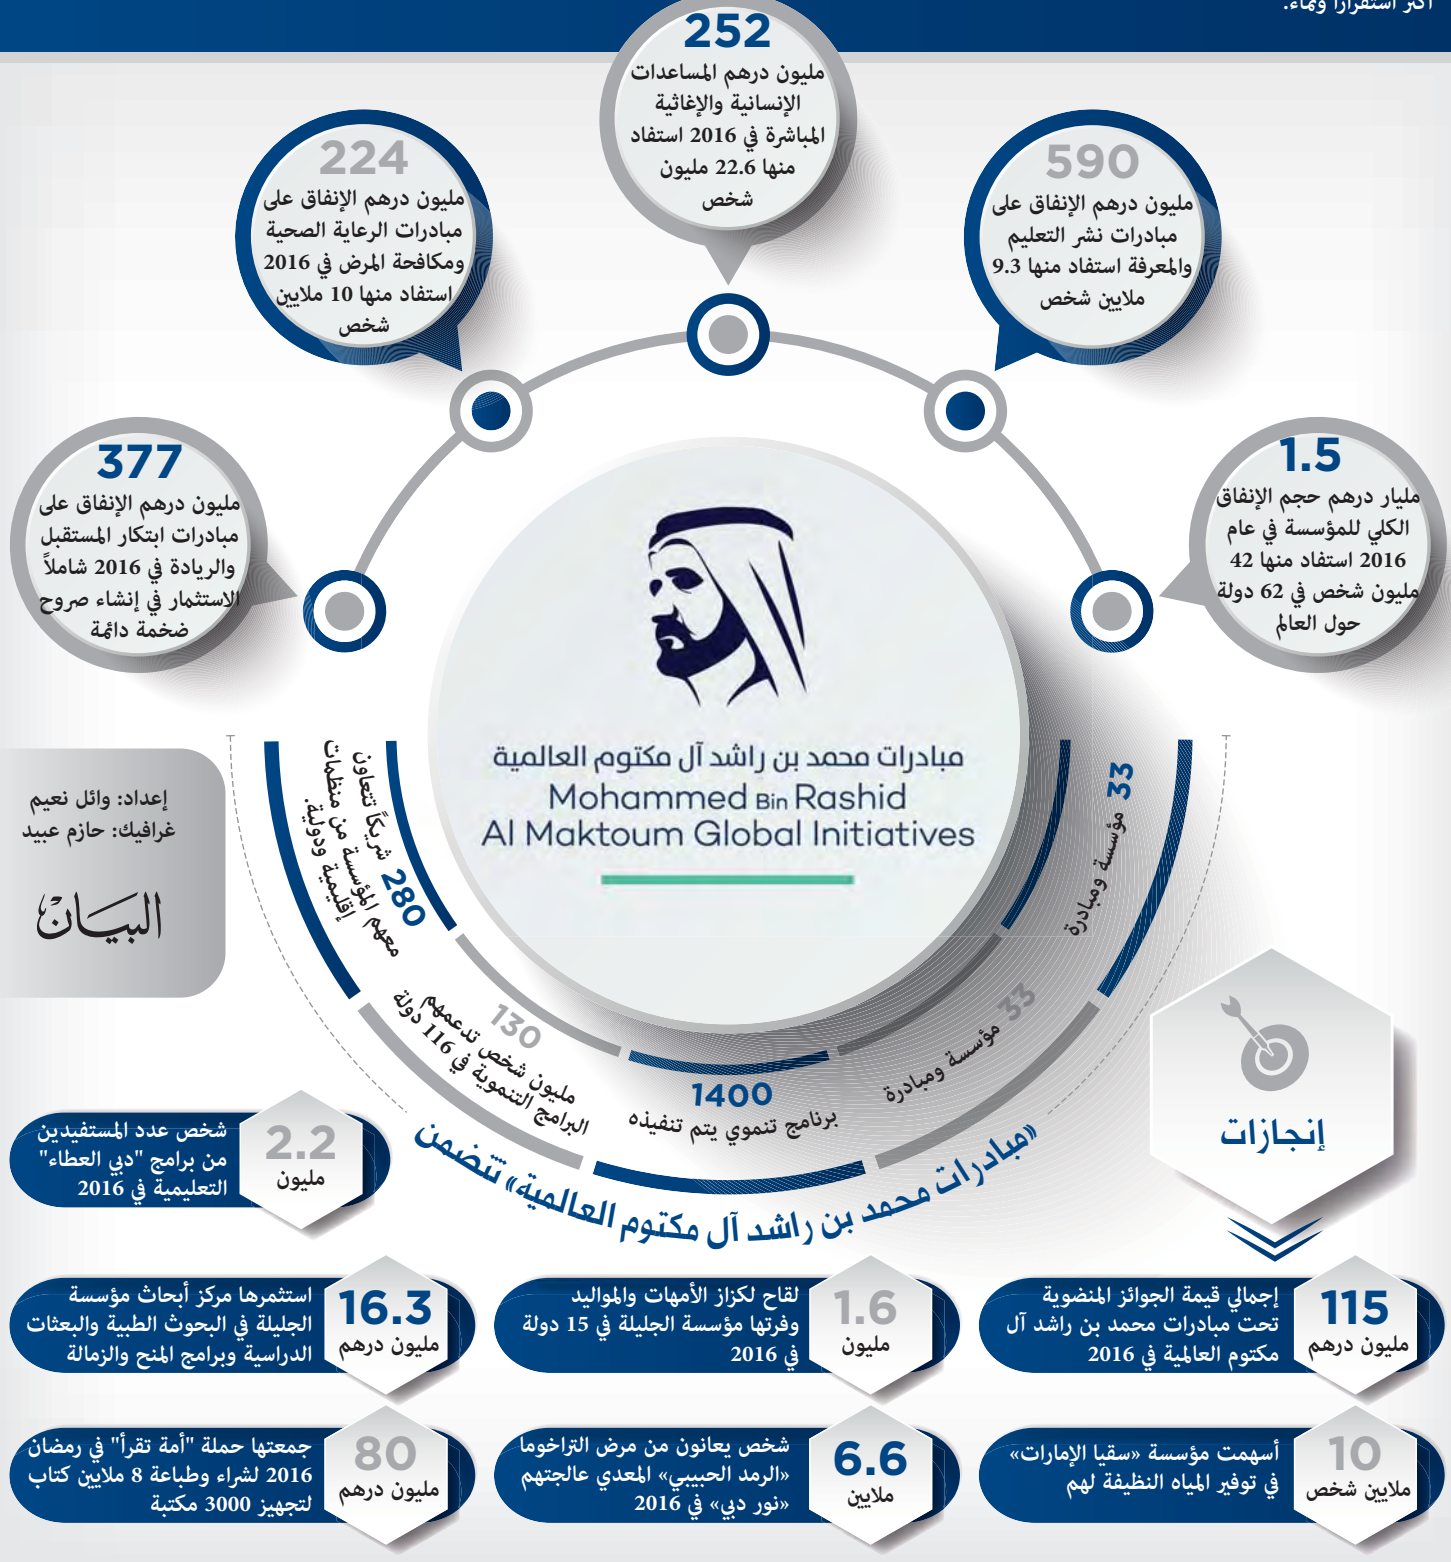 أكثر استقراراً ونماء.
252
مليون درهم المساعدات
الإنسانية والإغاثية
المباشرة في 2016 استفاد
منها 22.6 مليون
شخص
590
مليون درهم الإنفاق على
مبادرات نشر التعليم
والمعرفة استفاد منها 9.3
ملايين شخص
224
مليون درهم الإنفاق على
مبادرات الرعاية الصحية
ومكافحة المرض في 2016
استفاد منها 10 ملايين
شخص
1.5
مليار درهم حجم الإنفاق
الكلي للمؤسسة في عام
2016 استفاد منها 42
مليون شخص في 62 دولة
حول العالم
377
مليون درهم الإنفاق على
مبادرات ابتكار المستقبل
والريادة في 2016 شاملاً
الاستثمار في إنشاء صروح
ضخمة دائمة
مبادرات محمد بن راشد آل مكتوم العالمية
Mohammed Bin Rashid
Al Maktoum Global Initiatives
إعداد: وائل نعيم
غرافيك: حازم عبيد
البيان
«مبادرات محمد بن راشد آل مكتوم العالمية» تتضمن
33 مؤسسة ومبادرة
33 مؤسسة ومبادرة
1400
برنامج تنموي يتم تنفيذه
130
مليون شخص تدعمهم
البرامج التنموية في 116 دولة
280 شريكاً تتعاون
معهم المؤسسة من منظمات
إقليمية ودولية.
إنجازات
2.2
مليون
شخص عدد المستفيدين
من برامج "دبي العطاء"
التعليمية في 2016
115
مليون درهم
إجمالي قيمة الجوائز المنضوية
تحت مبادرات محمد بن راشد آل
مكتوم العالمية في 2016
1.6
مليون
لقاح لكزاز الأمهات والمواليد
وفرتها مؤسسة الجليلة في 15 دولة
في 2016
16.3
مليون درهم
استثمرها مركز أبحاث مؤسسة
الجليلة في البحوث الطبية والبعثات
الدراسية وبرامج المنح والزمالة
10
ملايين شخص
أسهمت مؤسسة «سقيا الإمارات»
في توفير المياه النظيفة لهم
6.6
ملايين
شخص يعانون من مرض التراخوما
«الرمد الحبيبي» المعدي عالجتهم
«نور دبي» في 2016
80
مليون درهم
جمعتها حملة "أمة تقرأ" في رمضان
2016 لشراء وطباعة 8 ملايين كتاب
لتجهيز 3000 مكتبة